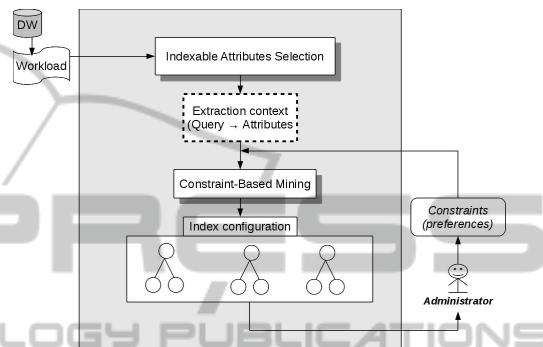 DW
Workload
Indexable Attributes Selection
Extraction context
(Query → Attributes
Constraint-Based Mining
Index configuration
Constraints
(preferences)
Administrator
PRESS
LOGY PUBLICATIONS